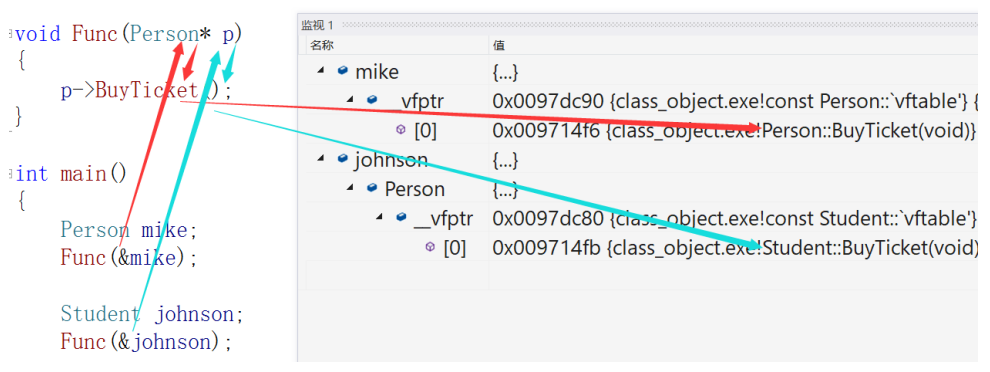 void Func(Person* p)
{
p->BuyTicket();
}
int main()
{
Person mike;
Func(&mike);
Student johnson;
Func(&johnson);
监视 1
名称 值
mike {...}
__vfptr 0x0097dc90 {class_object.exe!const Person::`vftable'} {
[0] 0x009714f6 {class_object.exe!Person::BuyTicket(void)}
johnson {...}
Person {...}
__vfptr 0x0097dc80 {class_object.exe!const Student::`vftable'}
[0] 0x009714fb {class_object.exe!Student::BuyTicket(void)